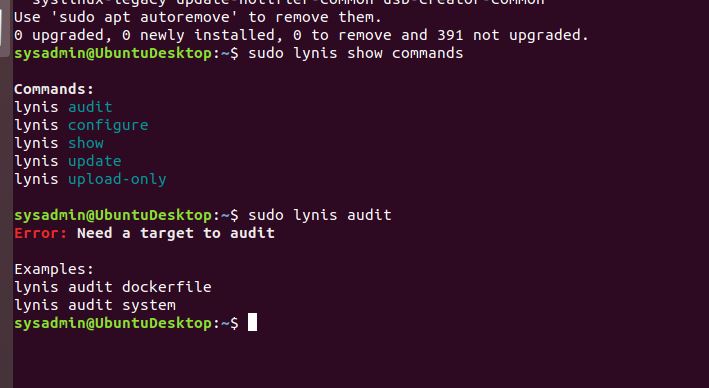 syslinux-legacy update-notifier-common usb-creator-common
Use 'sudo apt autoremove' to remove them.
0 upgraded, 0 newly installed, 0 to remove and 391 not upgraded.
sysadmin@UbuntuDesktop:~$ sudo lynis show commands
Commands:
lynis audit
lynis configure
lynis show
lynis update
lynis upload-only
sysadmin@UbuntuDesktop:~$ sudo lynis audit
Error: Need a target to audit
Examples:
lynis audit dockerfile
lynis audit system
sysadmin@UbuntuDesktop:~$